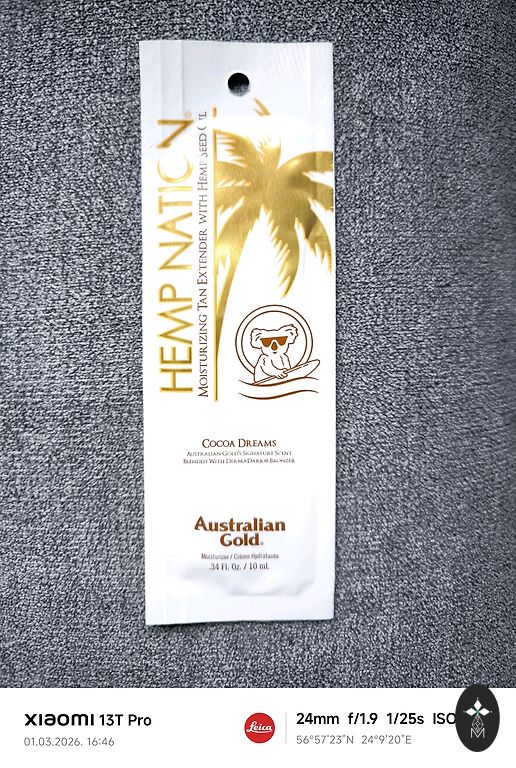 HEMP NATION®
MOISTURIZING TAN EXTENDER WITH HEMP SEED OIL
COCOA DREAMS
AUSTRALIAN GOLD'S SIGNATURE SCENT
BLENDED WITH DERMADARK® BRONZER
Australian
Gold®
Moisturizer / Crème Hydratante
.34 Fl. Oz. / 10 mL
XIAOMI 13T Pro
01.03.2026. 16:46
Leica
24mm f/1.9 1/25s ISO
56°57'23"N 24°9'20"E
M